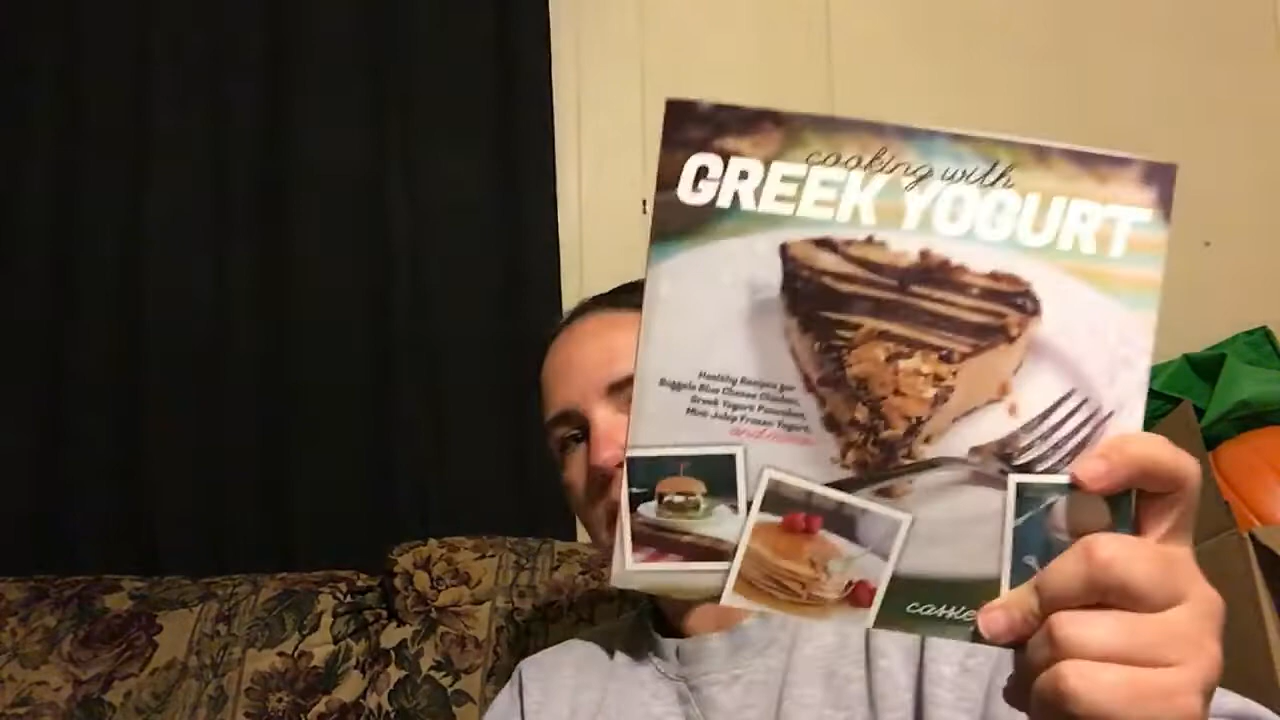 cooking with
GREEK YOGURT
Healthy Recipes for
Buffalo Blue Cheese Chicken,
Greek Yogurt Pancakes,
Mint Julep Frozen Yogurt,
and more